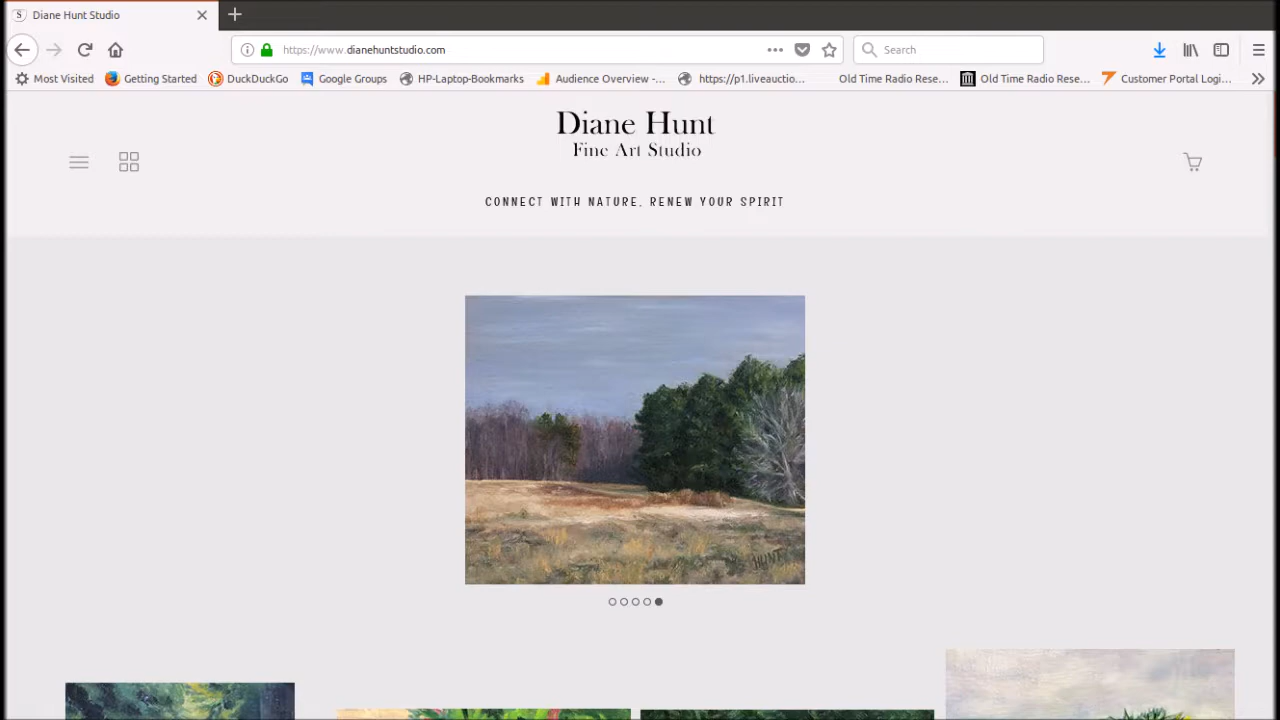 Diane Hunt Studio
https://www.dianehuntstudio.com
Search
Most Visited Getting Started DuckDuckGo Google Groups HP-Laptop-Bookmarks Audience Overview -... https://p1.liveauctio... Old Time Radio Rese... Old Time Radio Rese... Customer Portal Logi...
Diane Hunt
Fine Art Studio
CONNECT WITH NATURE, RENEW YOUR SPIRIT
HUNT